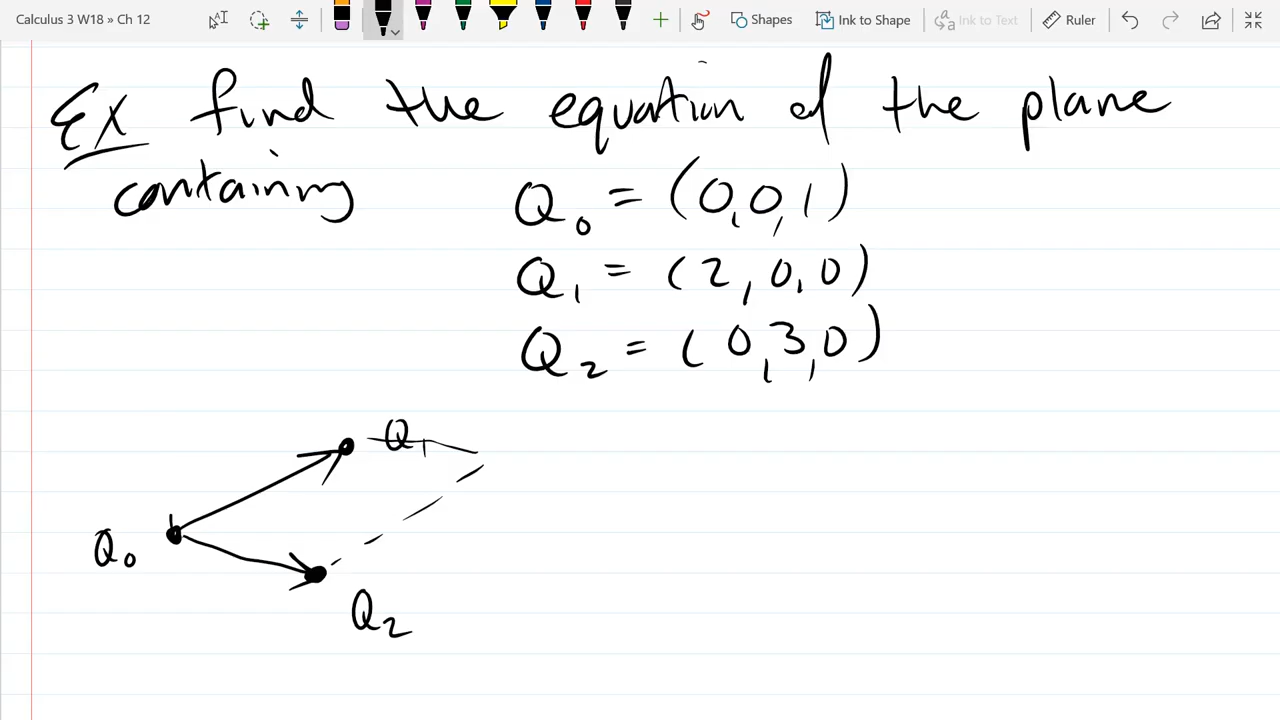 Calculus 3 W18 » Ch 12
Shapes
Ink to Shape
Ink to Text
Ruler
Ex find the equation of the plane
containing
Q0 = (0,0,1)
Q1 = (2,0,0)
Q2 = (0,3,0)
Q1
Q0
Q2